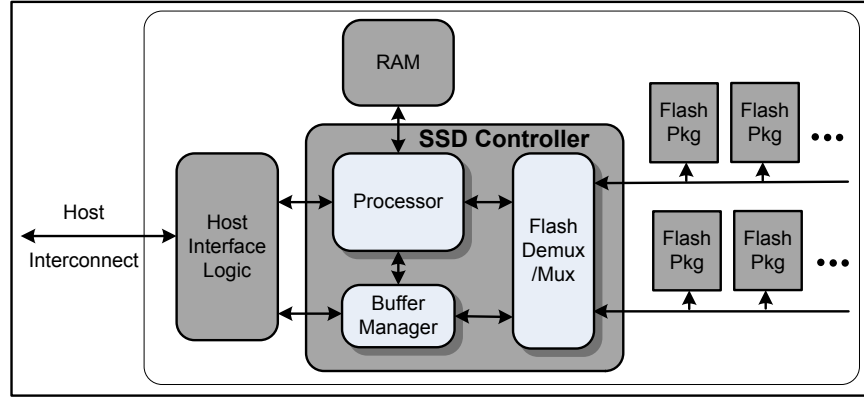 RAM
SSD Controller
Flash
Pkg
Flash
Pkg
•••
Host
Interconnect
Host
Interface
Logic
Processor
Flash
Demux
/Mux
Buffer
Manager
Flash
Pkg
Flash
Pkg
•••